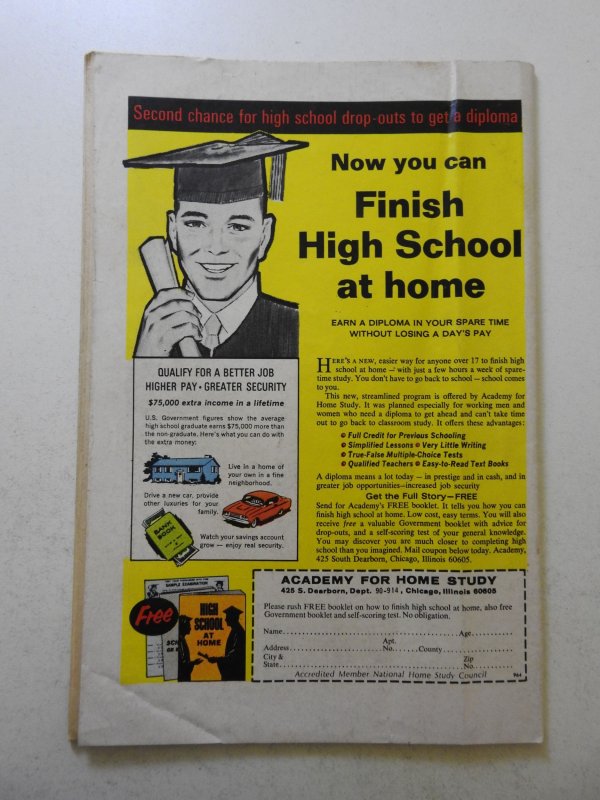 Second chance for high school drop-outs to get a diploma
Now you can
Finish
High School
at home
EARN A DIPLOMA IN YOUR SPARE TIME
WITHOUT LOSING A DAY'S PAY
HERE'S A NEW, easier way for anyone over 17 to finish high
school at home — with just a few hours a week of spare-
time study. You don't have to go back to school — school comes
to you.
This new, streamlined program is offered by Academy for
Home Study. It was planned especially for working men and
women who need a diploma to get ahead and can't take time
out to go back to classroom study. It offers these advantages:
Full Credit for Previous Schooling
Simplified Lessons • Very Little Writing
True-False Multiple-Choice Tests
Qualified Teachers • Easy-to-Read Text Books
A diploma means a lot today — in prestige and in cash, and in
greater job opportunities—increased job security
Get the Full Story—FREE
Send for Academy's FREE booklet. It tells you how you can
finish high school at home. Low cost, easy terms. You will also
receive free a valuable Government booklet with advice for
drop-outs, and a self-scoring test of your general knowledge.
You may discover you are much closer to completing high
school than you imagined. Mail coupon below today. Academy,
425 South Dearborn, Chicago, Illinois 60605.
QUALIFY FOR A BETTER JOB
HIGHER PAY • GREATER SECURITY
$75,000 extra income in a lifetime
U.S. Government figures show the average
high school graduate earns $75,000 more than
the non-graduate. Here's what you can do with
the extra money:
Live in a home of
your own in a fine
neighborhood.
Drive a new car, provide
other luxuries for your
family.
BANK
BOOK
Watch your savings account
grow — enjoy real security.
Free
SAMPLE EXAMINATION
HIGH
SCHOOL
AT
HOME
ACADEMY FOR HOME STUDY
425 S. Dearborn, Dept. 90-914, Chicago, Illinois 60605
Please rush FREE booklet on how to finish high school at home, also free
Government booklet and self-scoring test. No obligation.
Name Age
Apt.
Address No. County
City & Zip
State No.
Accredited Member National Home Study Council 964